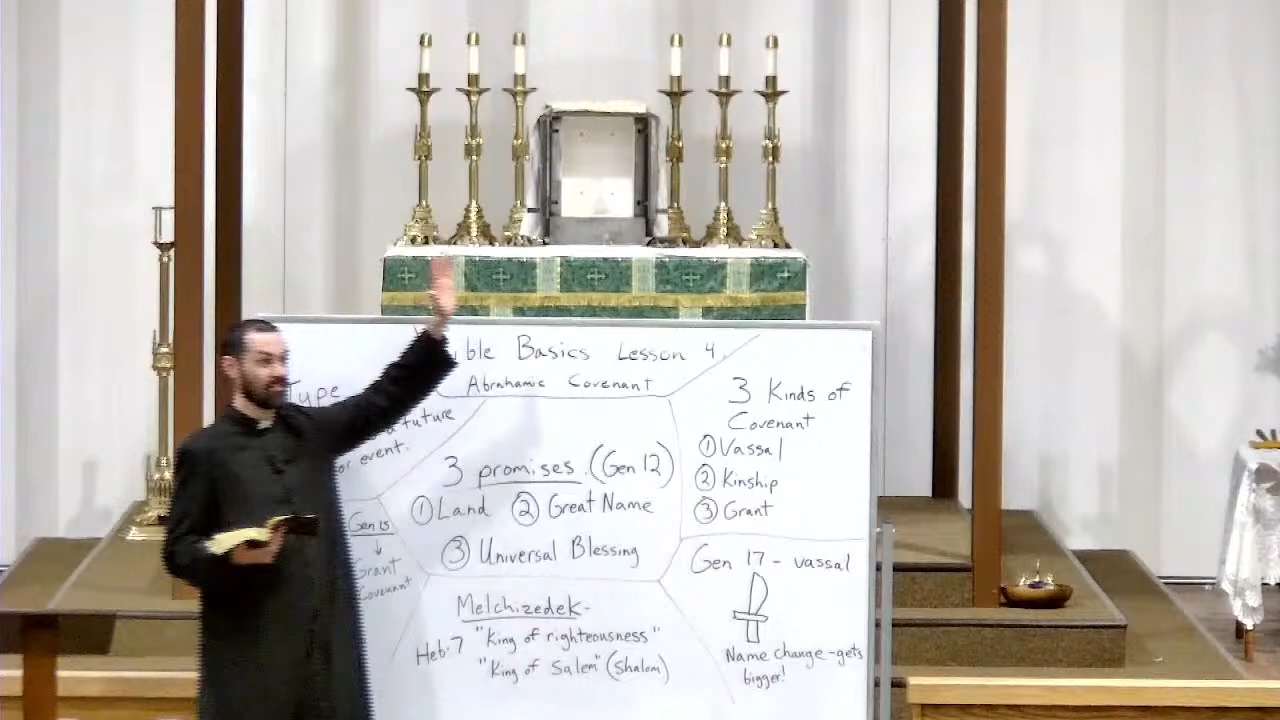 ble Basics Lesson 4
Abrahamic Covenant
Type
a future
or event.
3 promises (Gen 12)
① Land ② Great Name
③ Universal Blessing
3 Kinds of
Covenant
① Vassal
② Kinship
③ Grant
Gen 15
↓
Grant
Covenant
Melchizedek-
Heb. 7 "King of righteousness"
"King of Salem" (Shalom)
Gen 17 - vassal
Name change - gets
bigger!